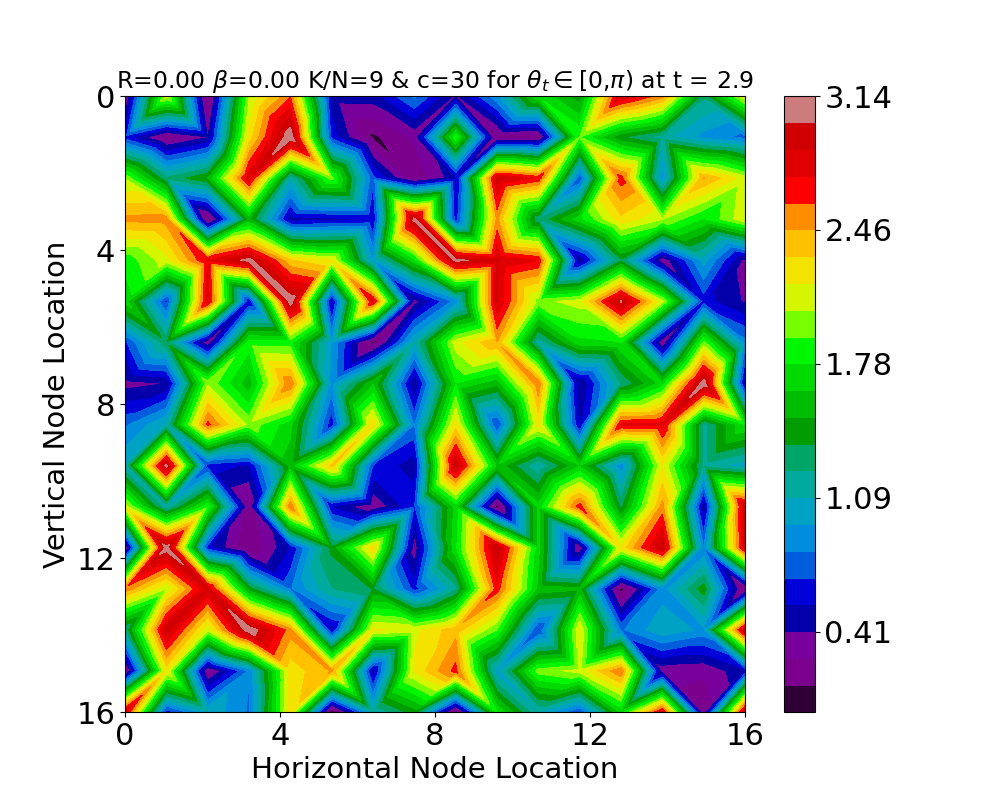 R=0.00 β=0.00 K/N=9 & c=30 for θₜ∈[0,π) at t = 2.9
0
4
8
12
16
0 4 8 12 16
Vertical Node Location
Horizontal Node Location
3.14
2.46
1.78
1.09
0.41